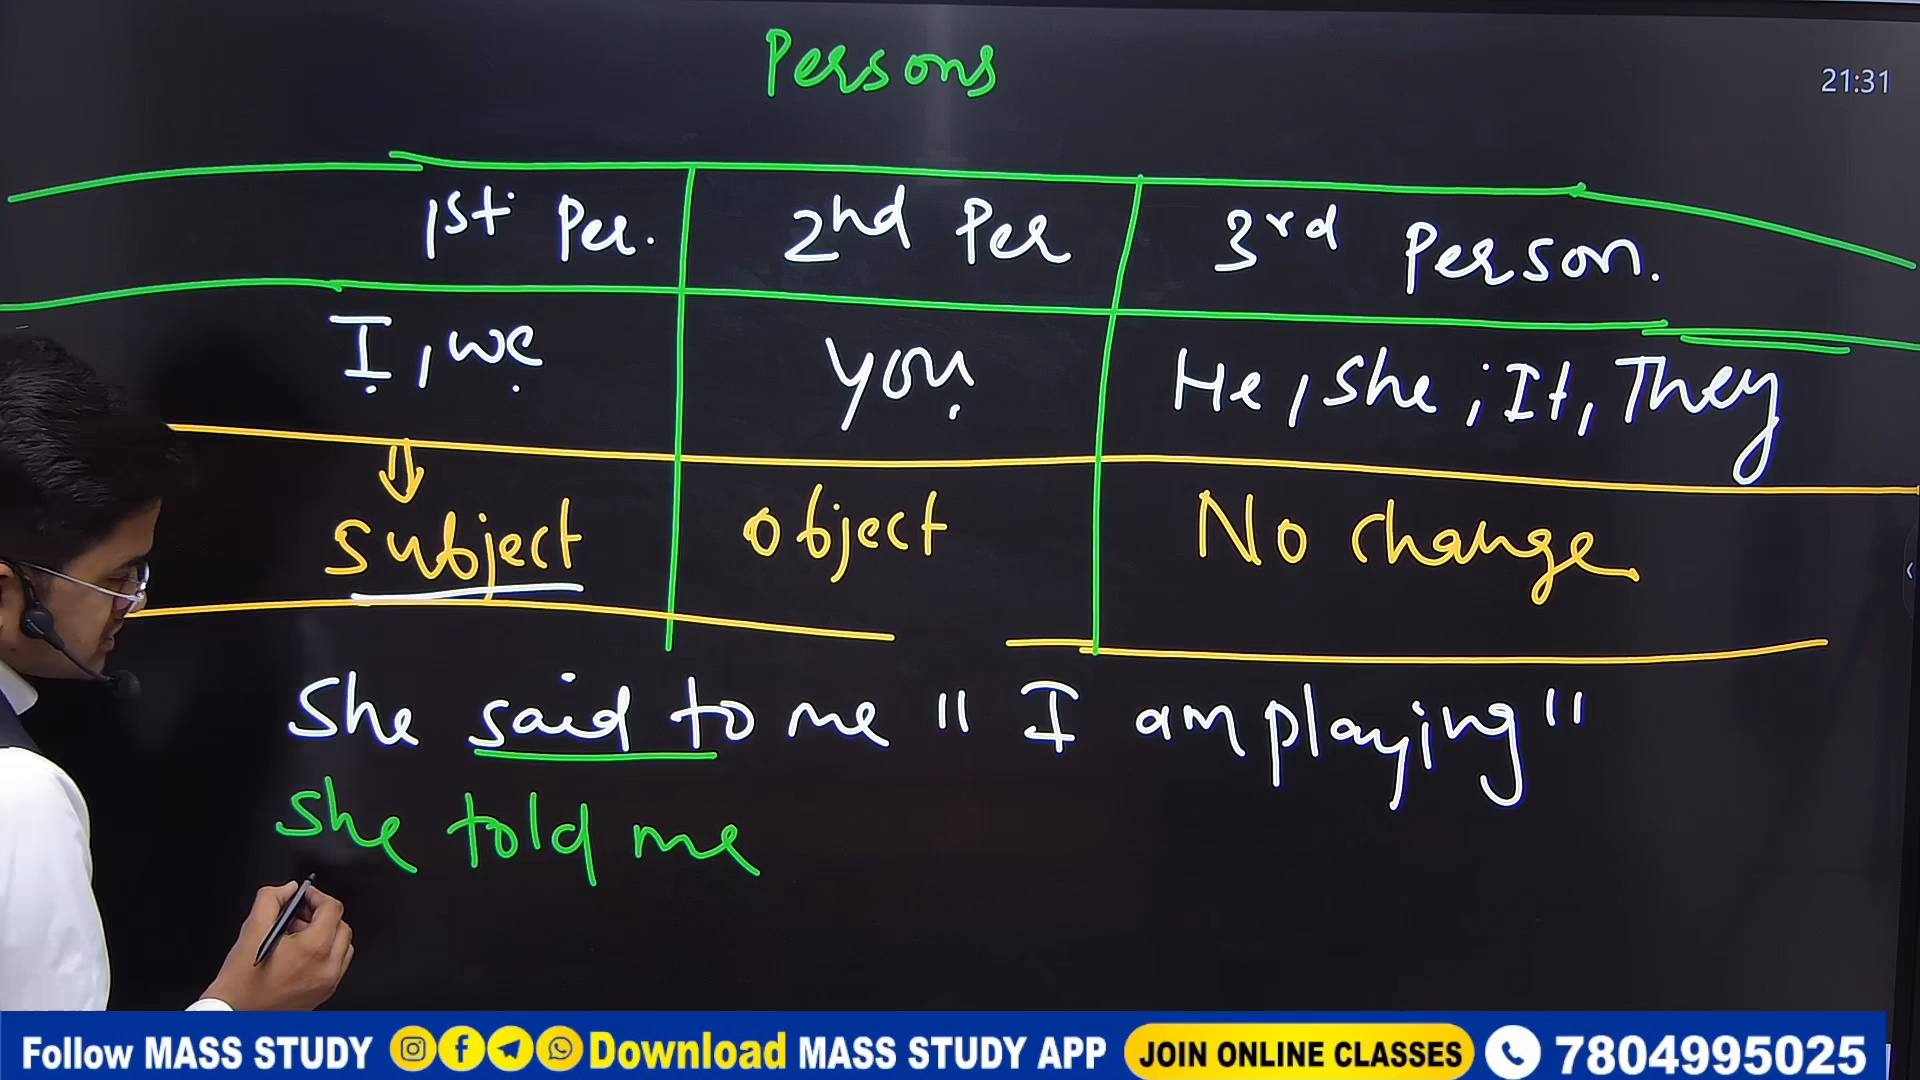 Persons
21:31
1st Per. 2nd Per 3rd Person.
I, we you He, She, It, They
subject object No change
She said to me " I am playing "
She told me
Follow MASS STUDY Download MASS STUDY APP JOIN ONLINE CLASSES 7804995025